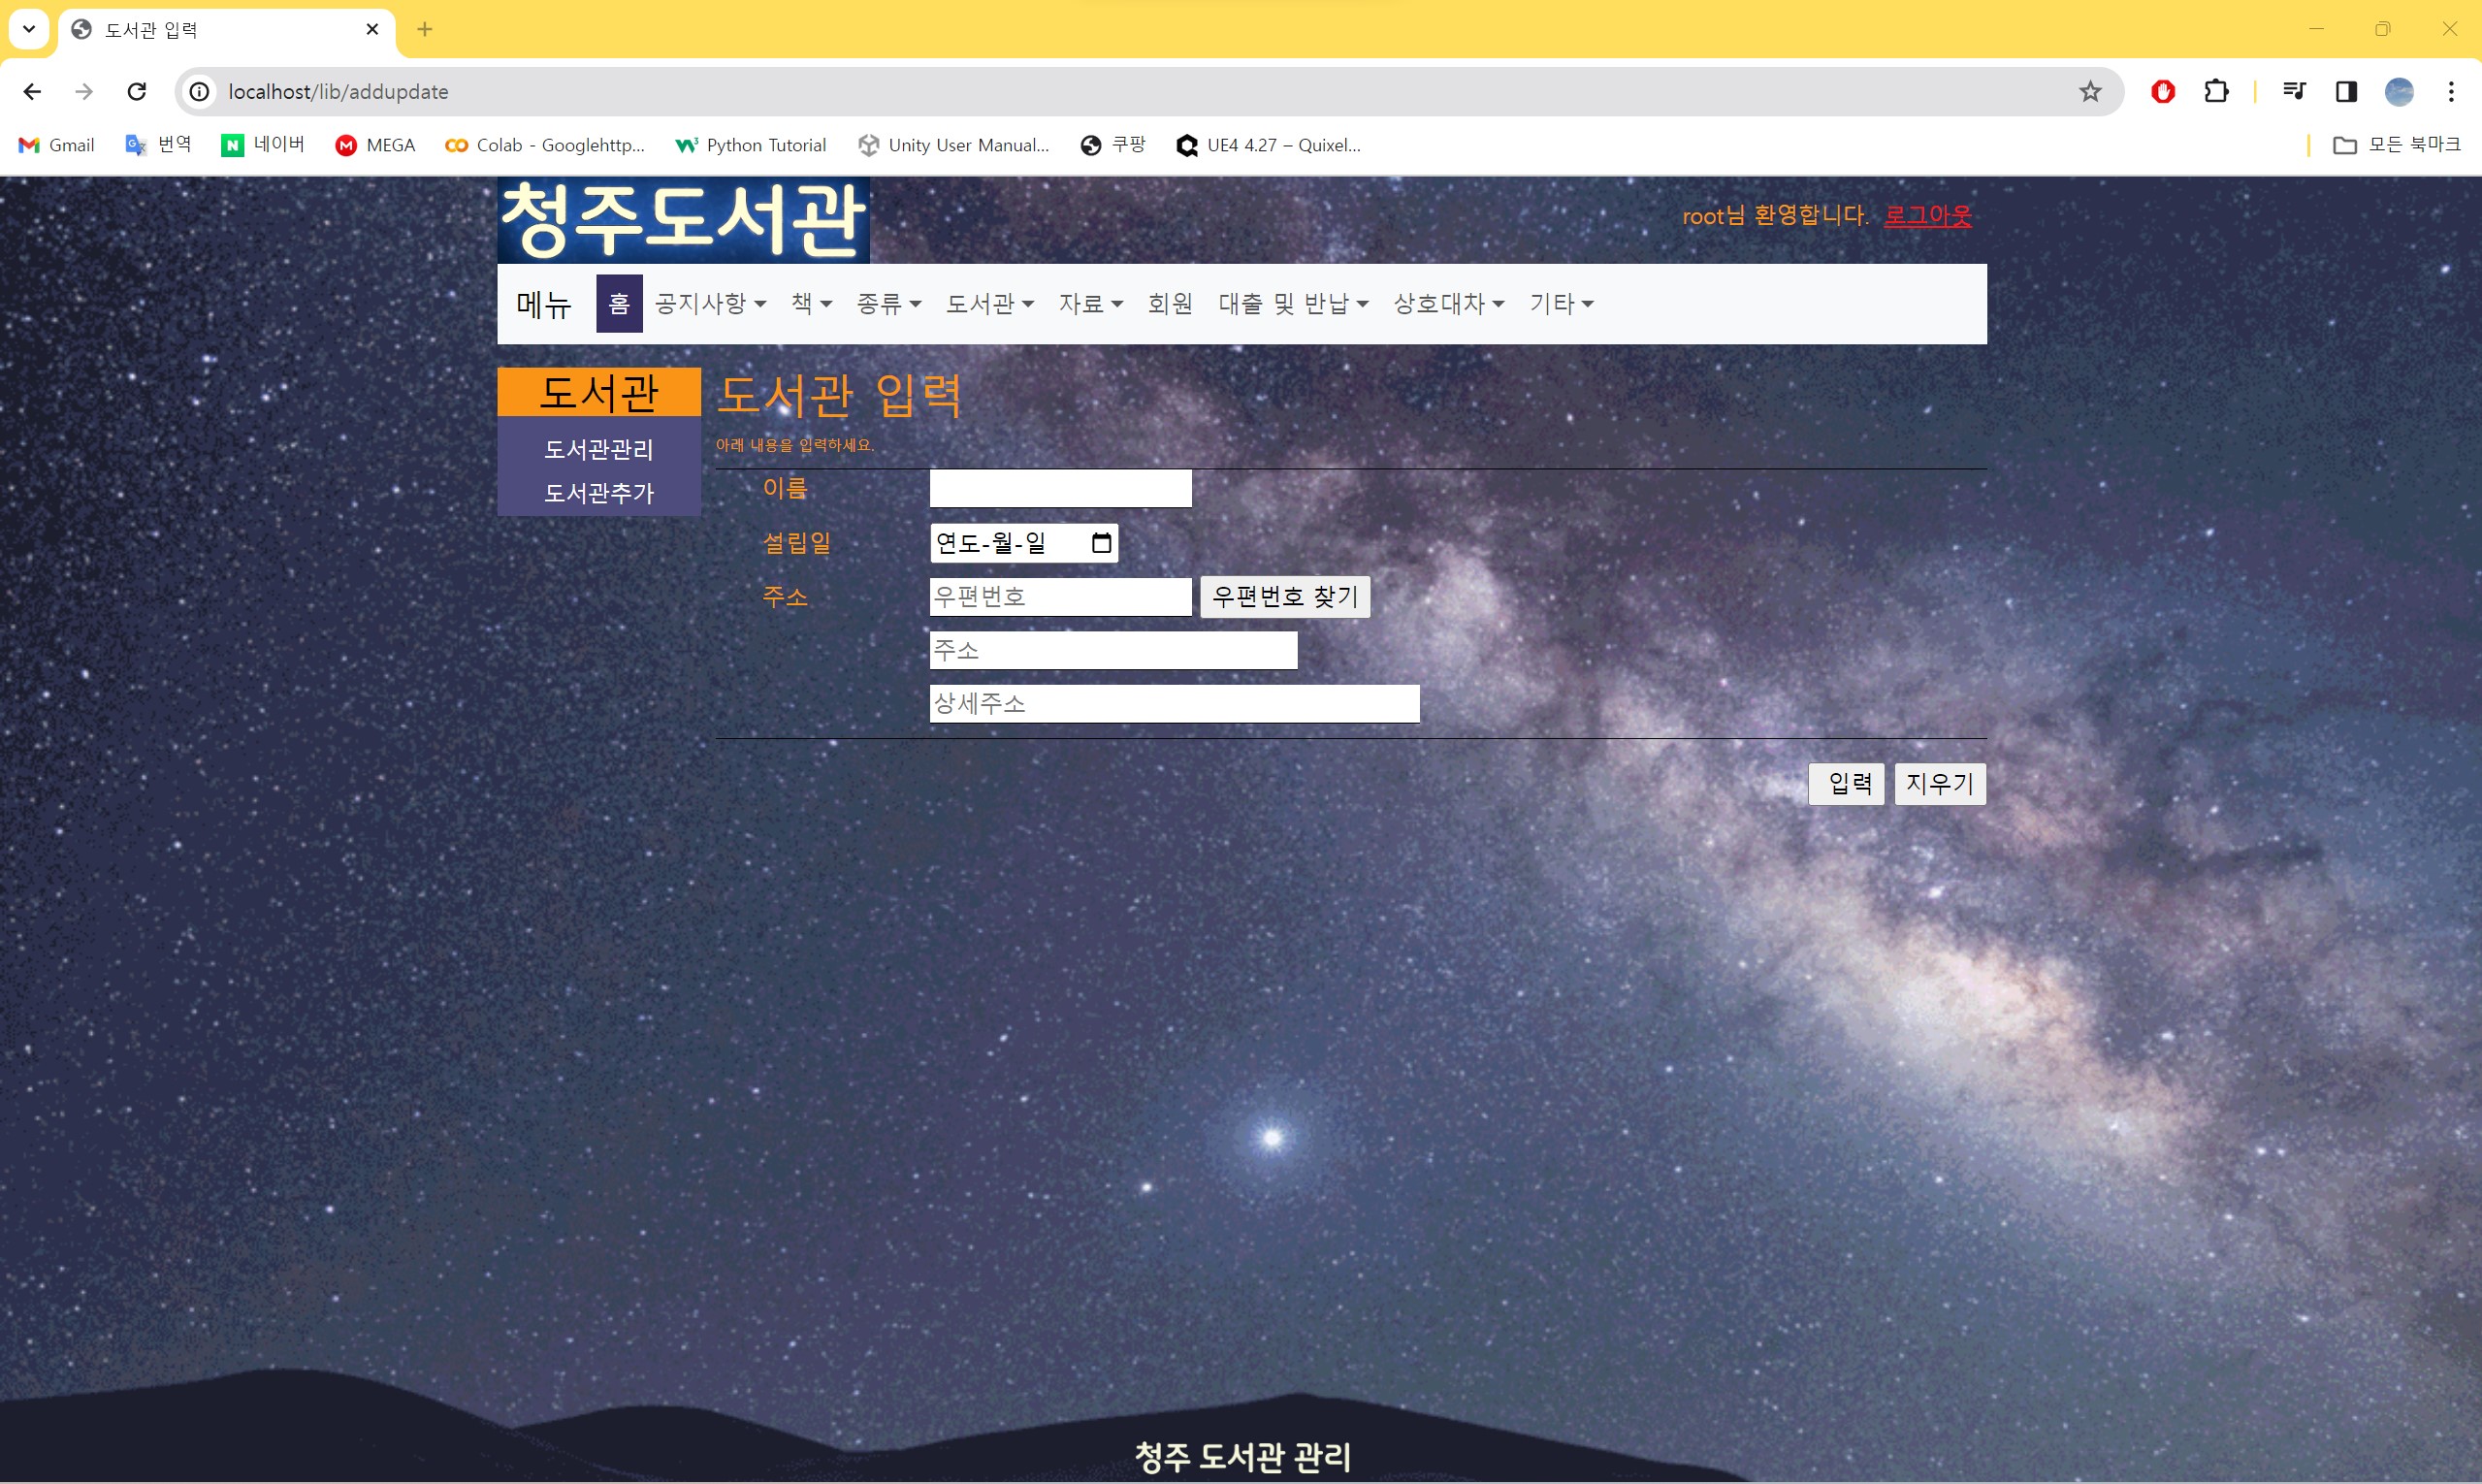 도서관 입력
localhost/lib/addupdate
Gmail 번역 네이버 MEGA Colab - Googlehttp... Python Tutorial Unity User Manual... 쿠팡 UE4 4.27 – Quixel... 모든 북마크
청주도서관
root님 환영합니다. 로그아웃
메뉴 홈 공지사항 책 종류 도서관 자료 회원 대출 및 반납 상호대차 기타
도서관
도서관관리
도서관추가
도서관 입력
아래 내용을 입력하세요.
이름
설립일 연도-월-일
주소 우편번호 우편번호 찾기
주소
상세주소
입력 지우기
청주 도서관 관리